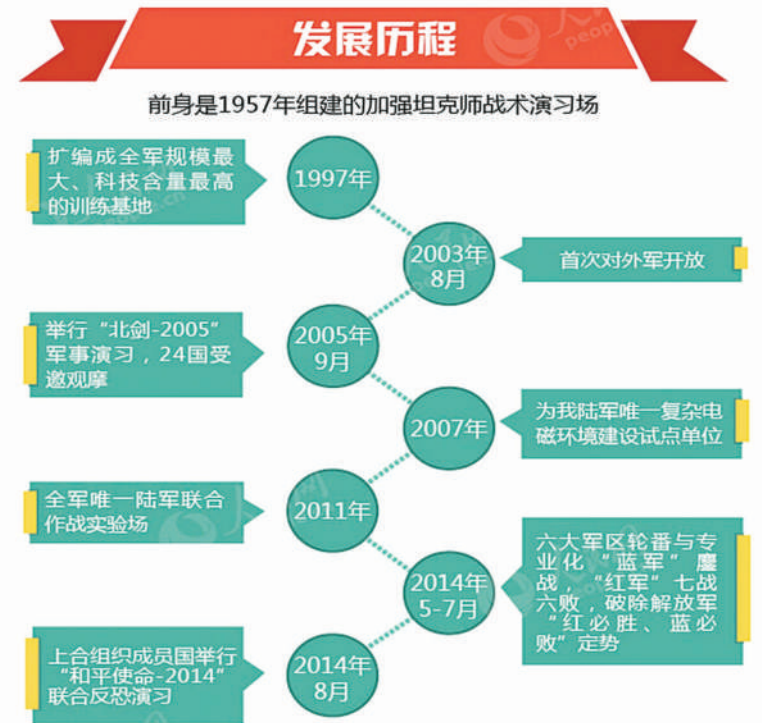 发展历程
前身是1957年组建的加强坦克师战术演习场
扩编成全军规模最
大、科技含量最高
的训练基地
1997年
2003年
8月
首次对外军开放
举行“北剑-2005”
军事演习，24国受
邀观摩
2005年
9月
2007年
为我陆军唯一复杂电
磁环境建设试点单位
全军唯一陆军联合
作战实验场
2011年
2014年
5-7月
六大军区轮番与专
业化“蓝军”鏖
战，“红军”七战
六败，破除解放军
“红必胜、蓝必
败”定势
上合组织成员国举行
“和平使命-2014”
联合反恐演习
2014年
8月